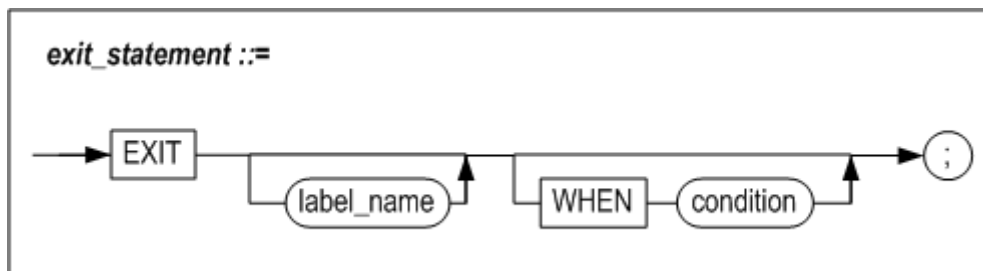 exit_statement ::=
EXIT
;
label_name
WHEN
condition